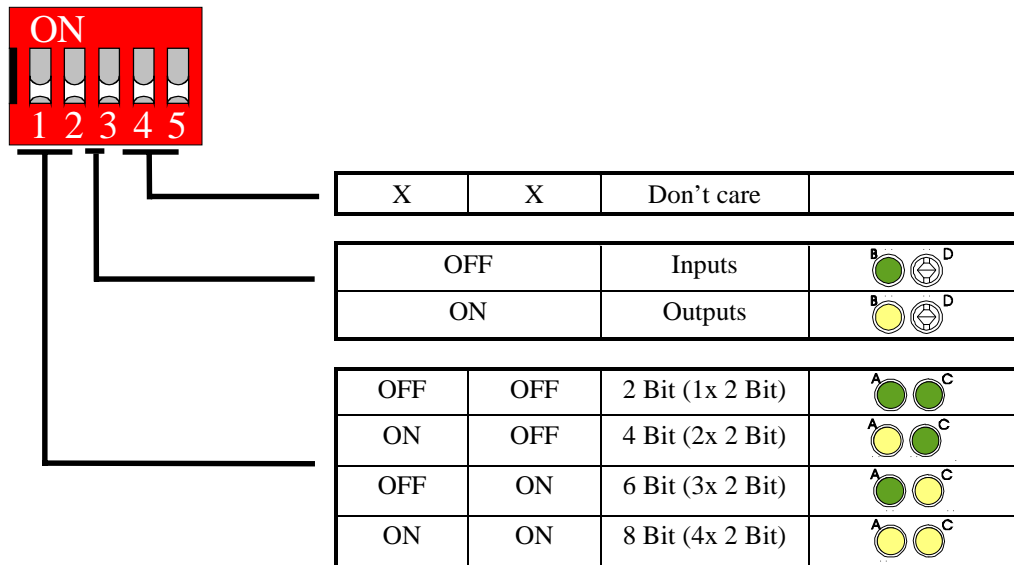 ON
1 2 3 4 5
X X Don't care
OFF Inputs B D
ON Outputs B D
OFF OFF 2 Bit (1x 2 Bit) A C
ON OFF 4 Bit (2x 2 Bit) A C
OFF ON 6 Bit (3x 2 Bit) A C
ON ON 8 Bit (4x 2 Bit) A C